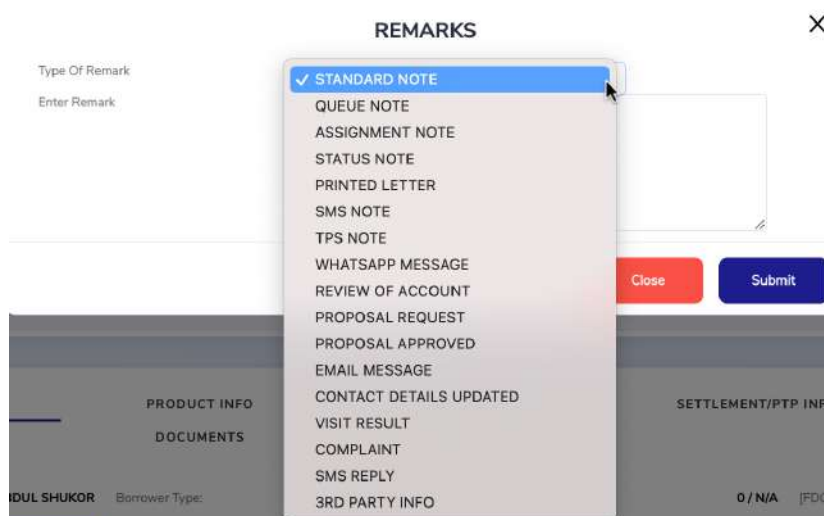 REMARKS
X
Type Of Remark
✓ STANDARD NOTE
Enter Remark
QUEUE NOTE
ASSIGNMENT NOTE
STATUS NOTE
PRINTED LETTER
SMS NOTE
TPS NOTE
WHATSAPP MESSAGE
REVIEW OF ACCOUNT
PROPOSAL REQUEST
PROPOSAL APPROVED
EMAIL MESSAGE
CONTACT DETAILS UPDATED
VISIT RESULT
COMPLAINT
SMS REPLY
3RD PARTY INFO
Close Submit
PRODUCT INFO SETTLEMENT/PTP INF
DOCUMENTS
BDUL SHUKOR Borrower Type: 0 / N/A [FDC